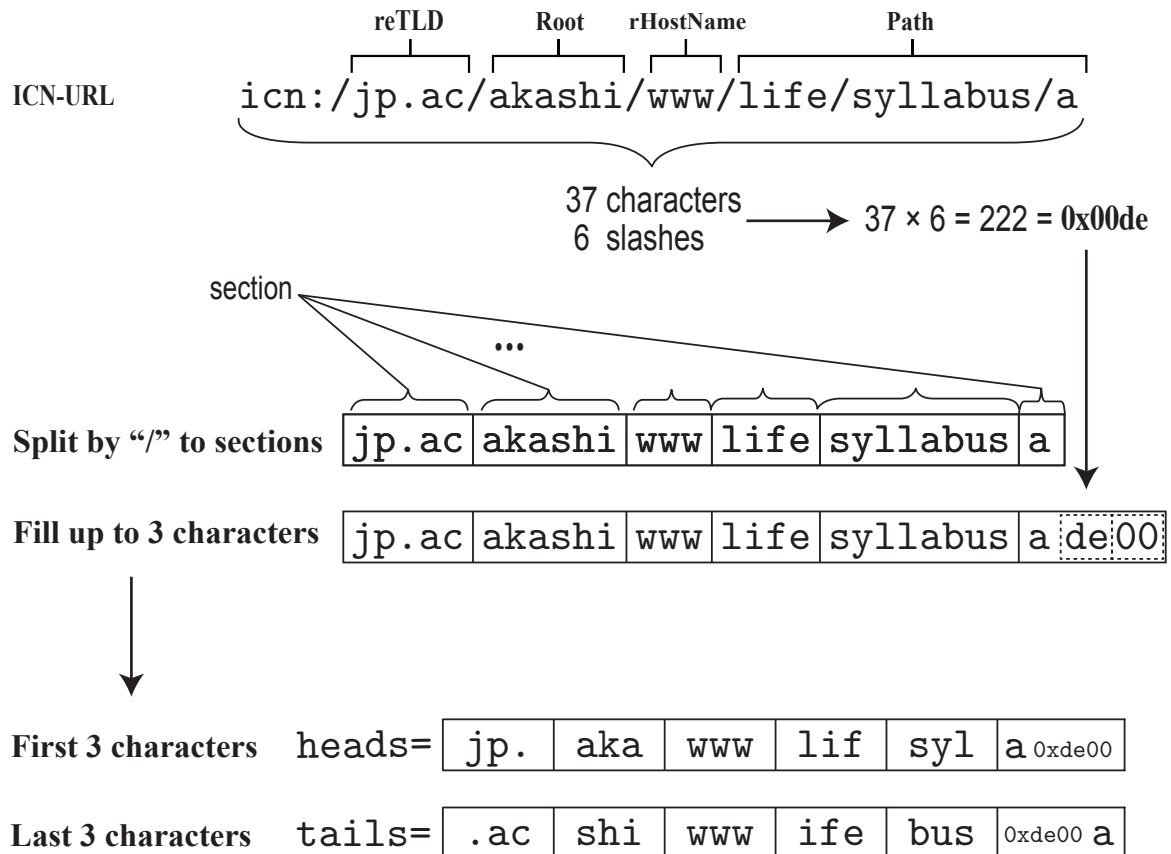 reTLD Root rHostName Path
ICN-URL icn:/jp.ac/akashi/www/life/syllabus/a
37 characters
6 slashes
37 × 6 = 222 = 0x00de
section
...
Split by “/” to sections jp.ac akashi www life syllabus a
Fill up to 3 characters jp.ac akashi www life syllabus a de 00
First 3 characters heads= jp. aka www lif syl a 0xde00
Last 3 characters tails= .ac shi www ife bus 0xde00 a